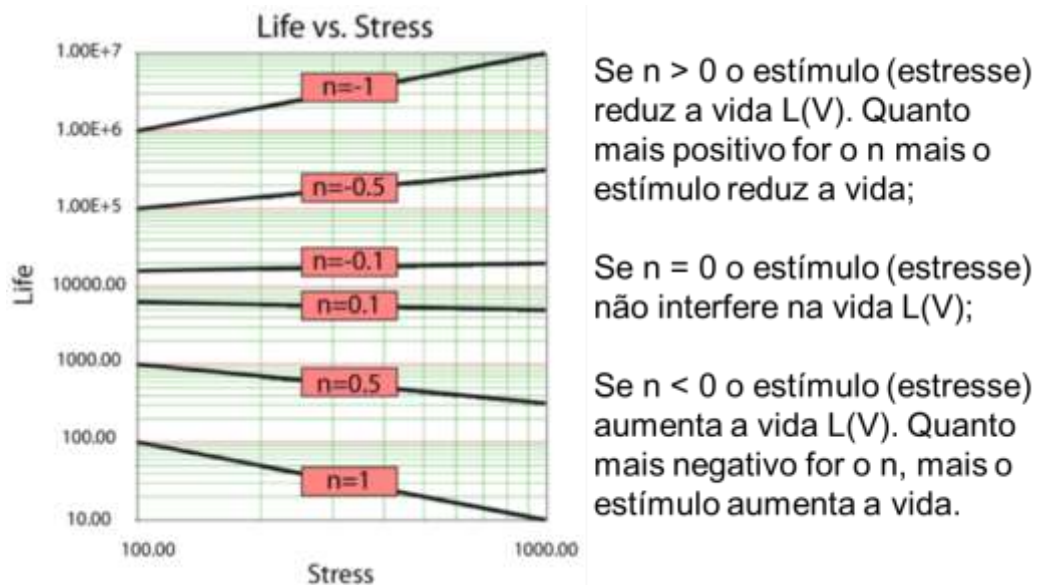 Life vs. Stress
1.00E+7
1.00E+6
1.00E+5
10000.00
1000.00
100.00
10.00
Life
n=-1
n=-0.5
n=-0.1
n=0.1
n=0.5
n=1
100.00
1000.00
Stress
Se n > 0 o estímulo (estresse)
reduz a vida L(V). Quanto
mais positivo for o n mais o
estímulo reduz a vida;
Se n = 0 o estímulo (estresse)
não interfere na vida L(V);
Se n < 0 o estímulo (estresse)
aumenta a vida L(V). Quanto
mais negativo for o n, mais o
estímulo aumenta a vida.